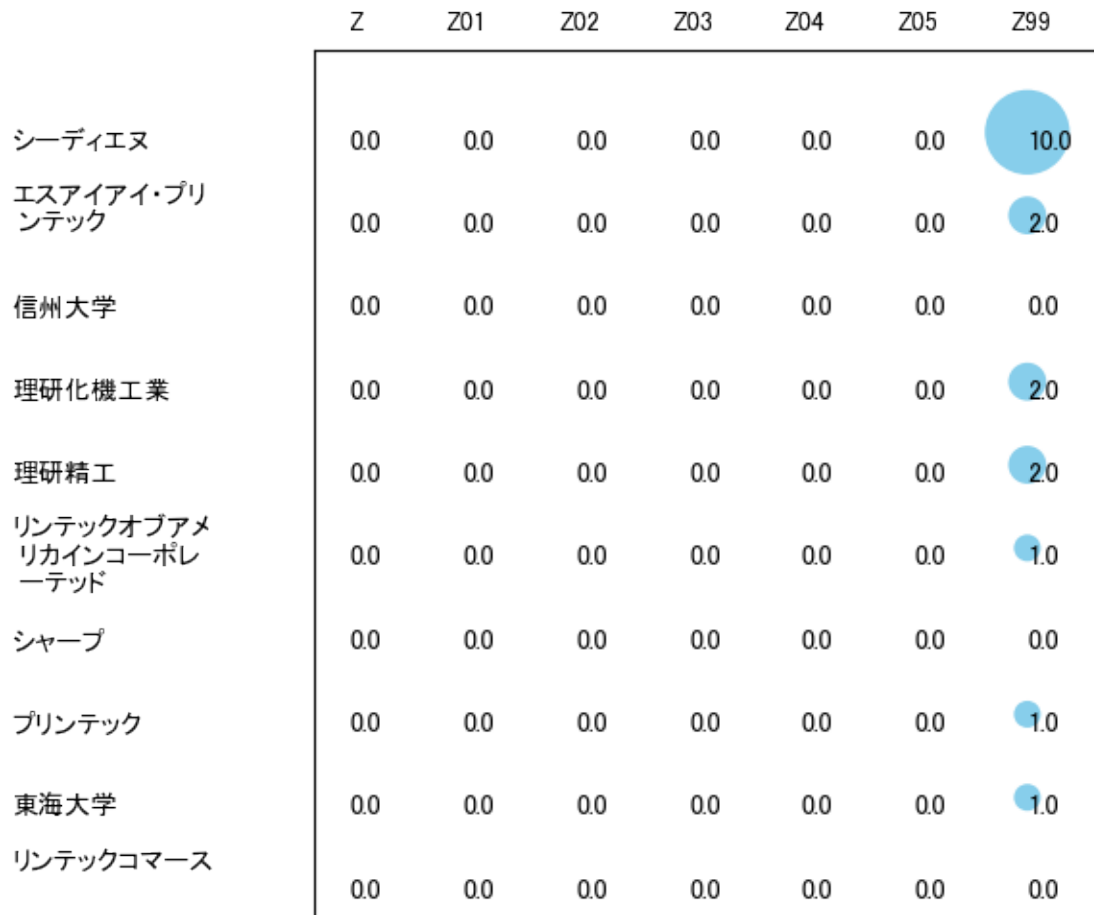 Z Z01 Z02 Z03 Z04 Z05 Z99
シーディエヌ 0.0 0.0 0.0 0.0 0.0 0.0 10.0
エスアイアイ・プリ
ンテック 0.0 0.0 0.0 0.0 0.0 0.0 2.0
信州大学 0.0 0.0 0.0 0.0 0.0 0.0 0.0
理研化機工業 0.0 0.0 0.0 0.0 0.0 0.0 2.0
理研精工 0.0 0.0 0.0 0.0 0.0 0.0 2.0
リンテックオブアメ
リカインコーポレ 0.0 0.0 0.0 0.0 0.0 0.0 1.0
ーテッド
シャープ 0.0 0.0 0.0 0.0 0.0 0.0 0.0
プリンテック 0.0 0.0 0.0 0.0 0.0 0.0 1.0
東海大学 0.0 0.0 0.0 0.0 0.0 0.0 1.0
リンテックコマース
0.0 0.0 0.0 0.0 0.0 0.0 0.0